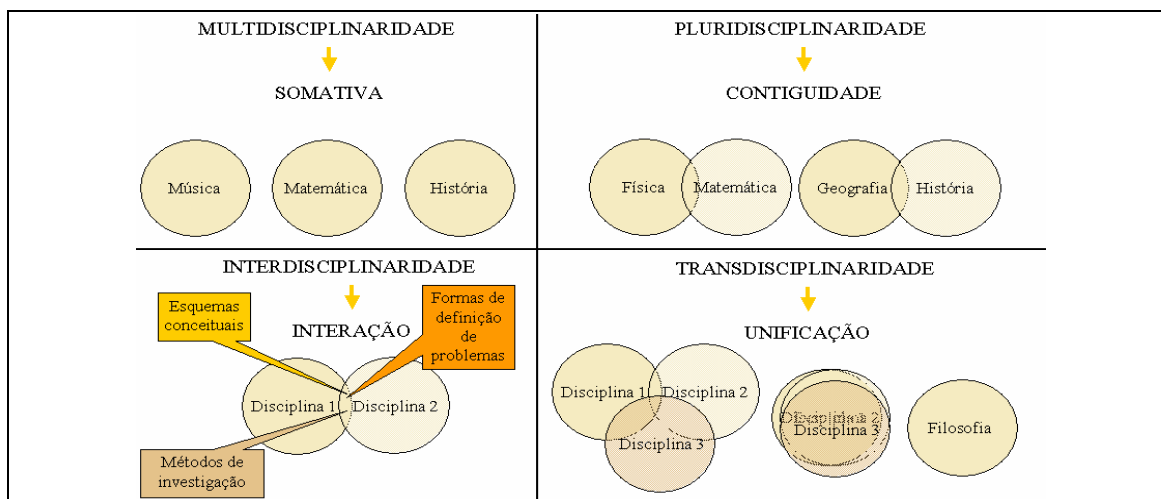 MULTIDISCIPLINARIDADE
SOMATIVA
Música
Matemática
História
PLURIDISCIPLINARIDADE
CONTIGUIDADE
Física
Matemática
Geografia
História
INTERDISCIPLINARIDADE
Esquemas
conceituais
Formas de
definição
de
problemas
INTERAÇÃO
Disciplina 1
Disciplina 2
Métodos de
investigação
TRANSDISCIPLINARIDADE
UNIFICAÇÃO
Disciplina 1
Disciplina 2
Disciplina 3
Disciplina 3
Filosofia